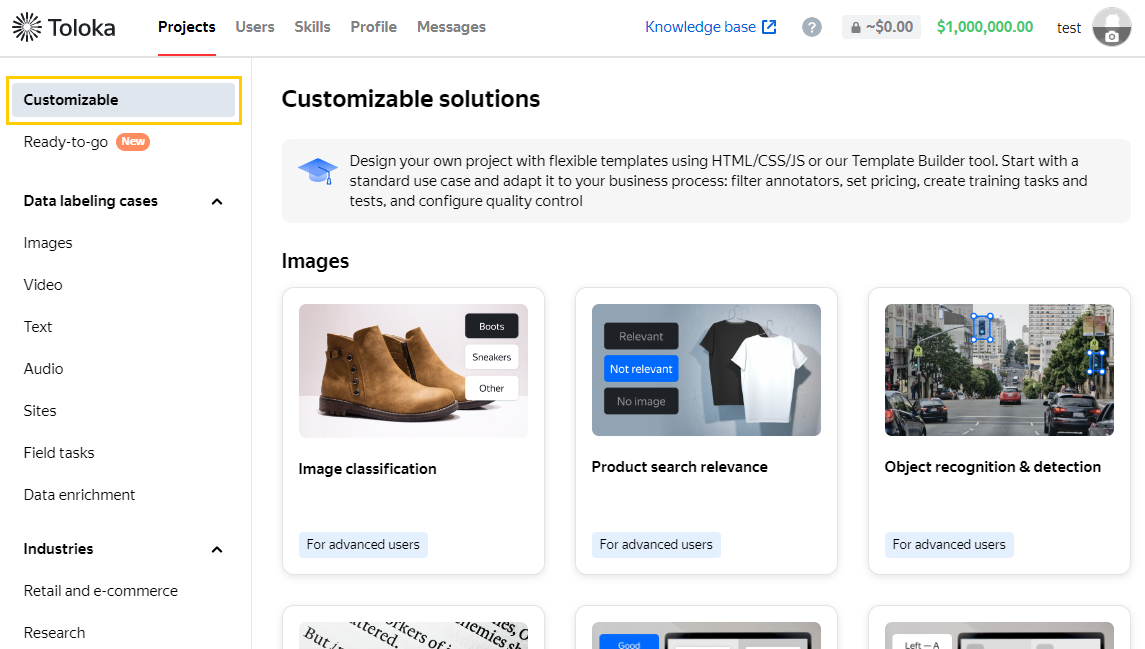 Toloka
Projects
Users
Skills
Profile
Messages
Knowledge base
?
~$0.00
$1,000,000.00
test
Customizable
Ready-to-go New
Data labeling cases
Images
Video
Text
Audio
Sites
Field tasks
Data enrichment
Industries
Retail and e-commerce
Research
Customizable solutions
Design your own project with flexible templates using HTML/CSS/JS or our Template Builder tool. Start with a
standard use case and adapt it to your business process: filter annotators, set pricing, create training tasks and
tests, and configure quality control
Images
Boots
Sneakers
Other
Image classification
For advanced users
Relevant
Not relevant
No image
Product search relevance
For advanced users
Object recognition & detection
For advanced users
But
Good
Left – A